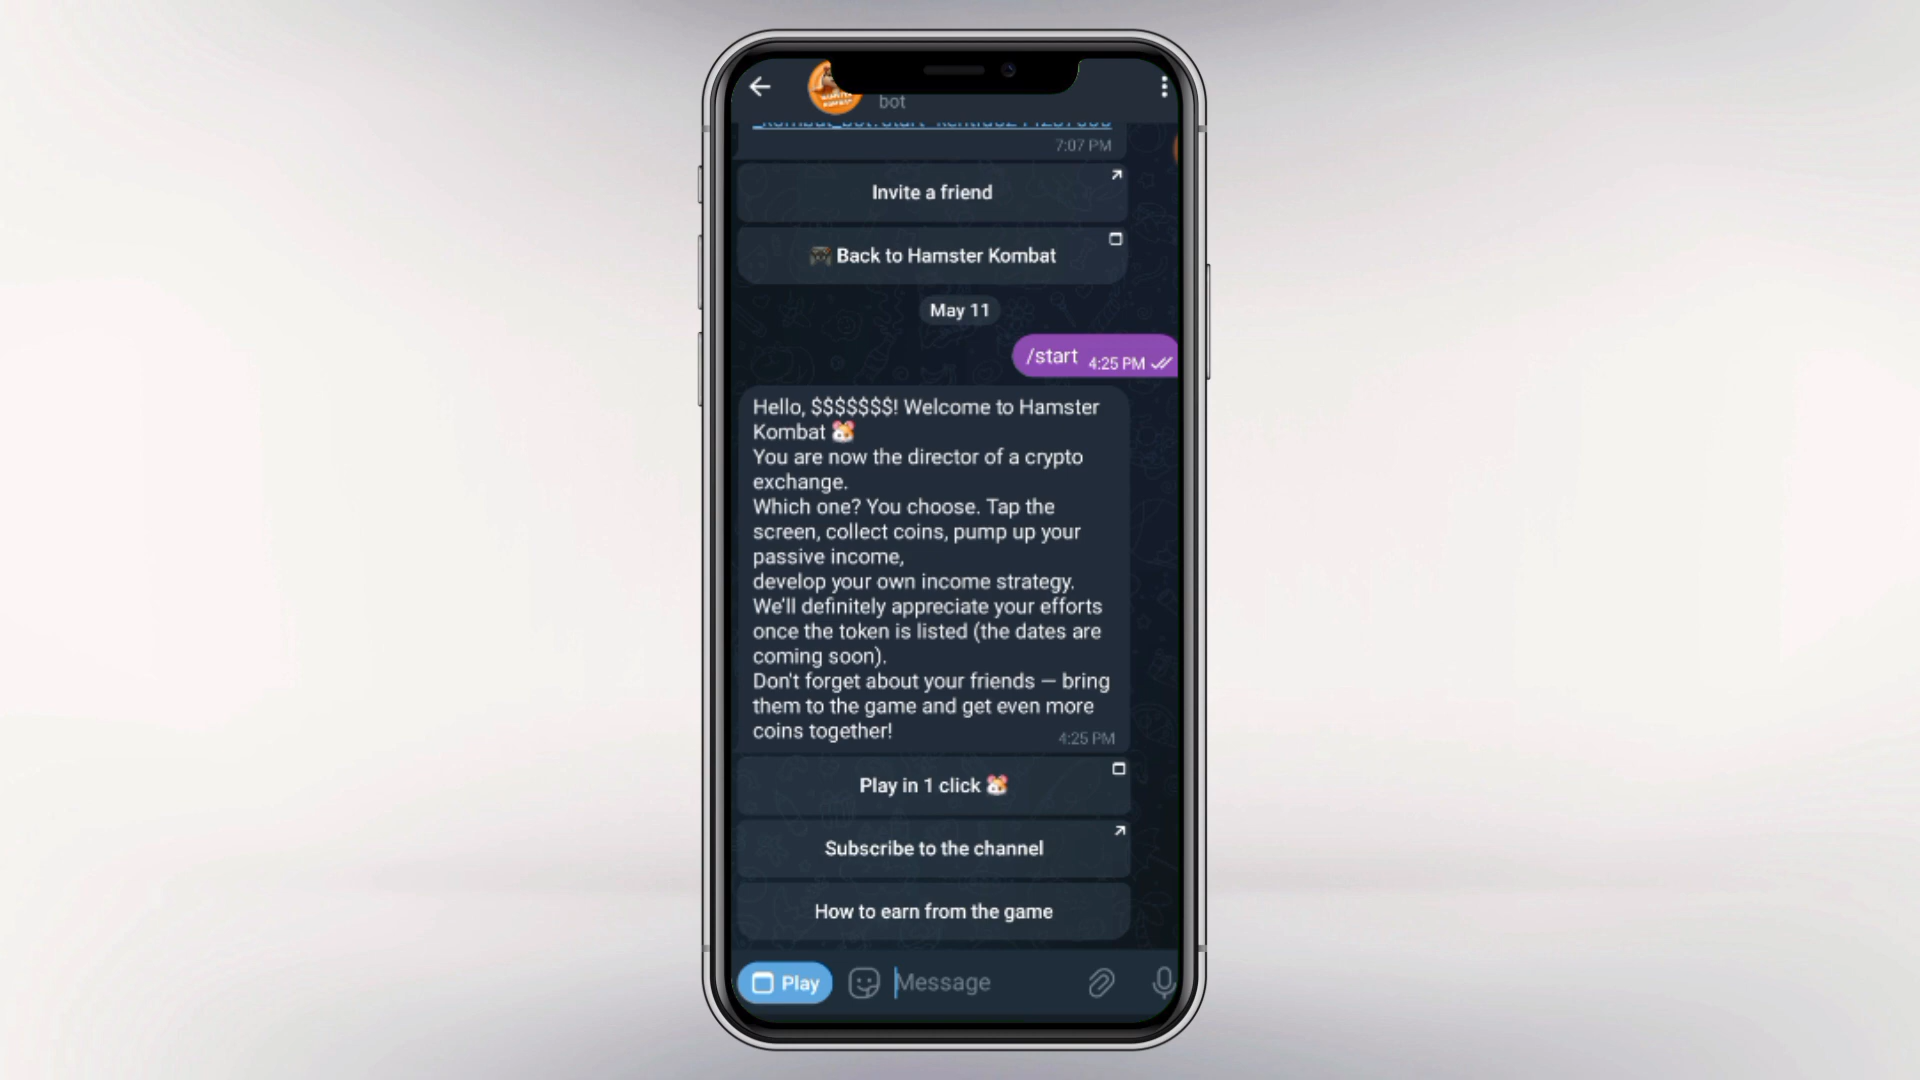 bot
7:07 PM
Invite a friend
Back to Hamster Kombat
May 11
/start 4:25 PM
Hello, $$$$$$$! Welcome to Hamster
Kombat 🐹
You are now the director of a crypto
exchange.
Which one? You choose. Tap the
screen, collect coins, pump up your
passive income,
develop your own income strategy.
We'll definitely appreciate your efforts
once the token is listed (the dates are
coming soon).
Don't forget about your friends — bring
them to the game and get even more
coins together!
4:25 PM
Play in 1 click 🐹
Subscribe to the channel
How to earn from the game
Play
Message